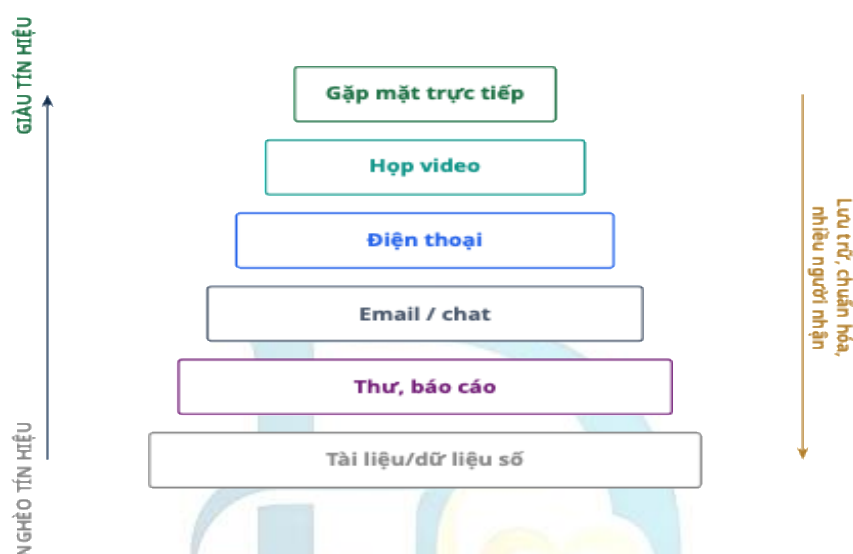 GIÀU TÍN HIỆU
Gặp mặt trực tiếp
Họp video
Điện thoại
Email / chat
Thư, báo cáo
Tài liệu/dữ liệu số
NGHÈO TÍN HIỆU
Lưu trữ, chuẩn hóa,
nhiều người nhận